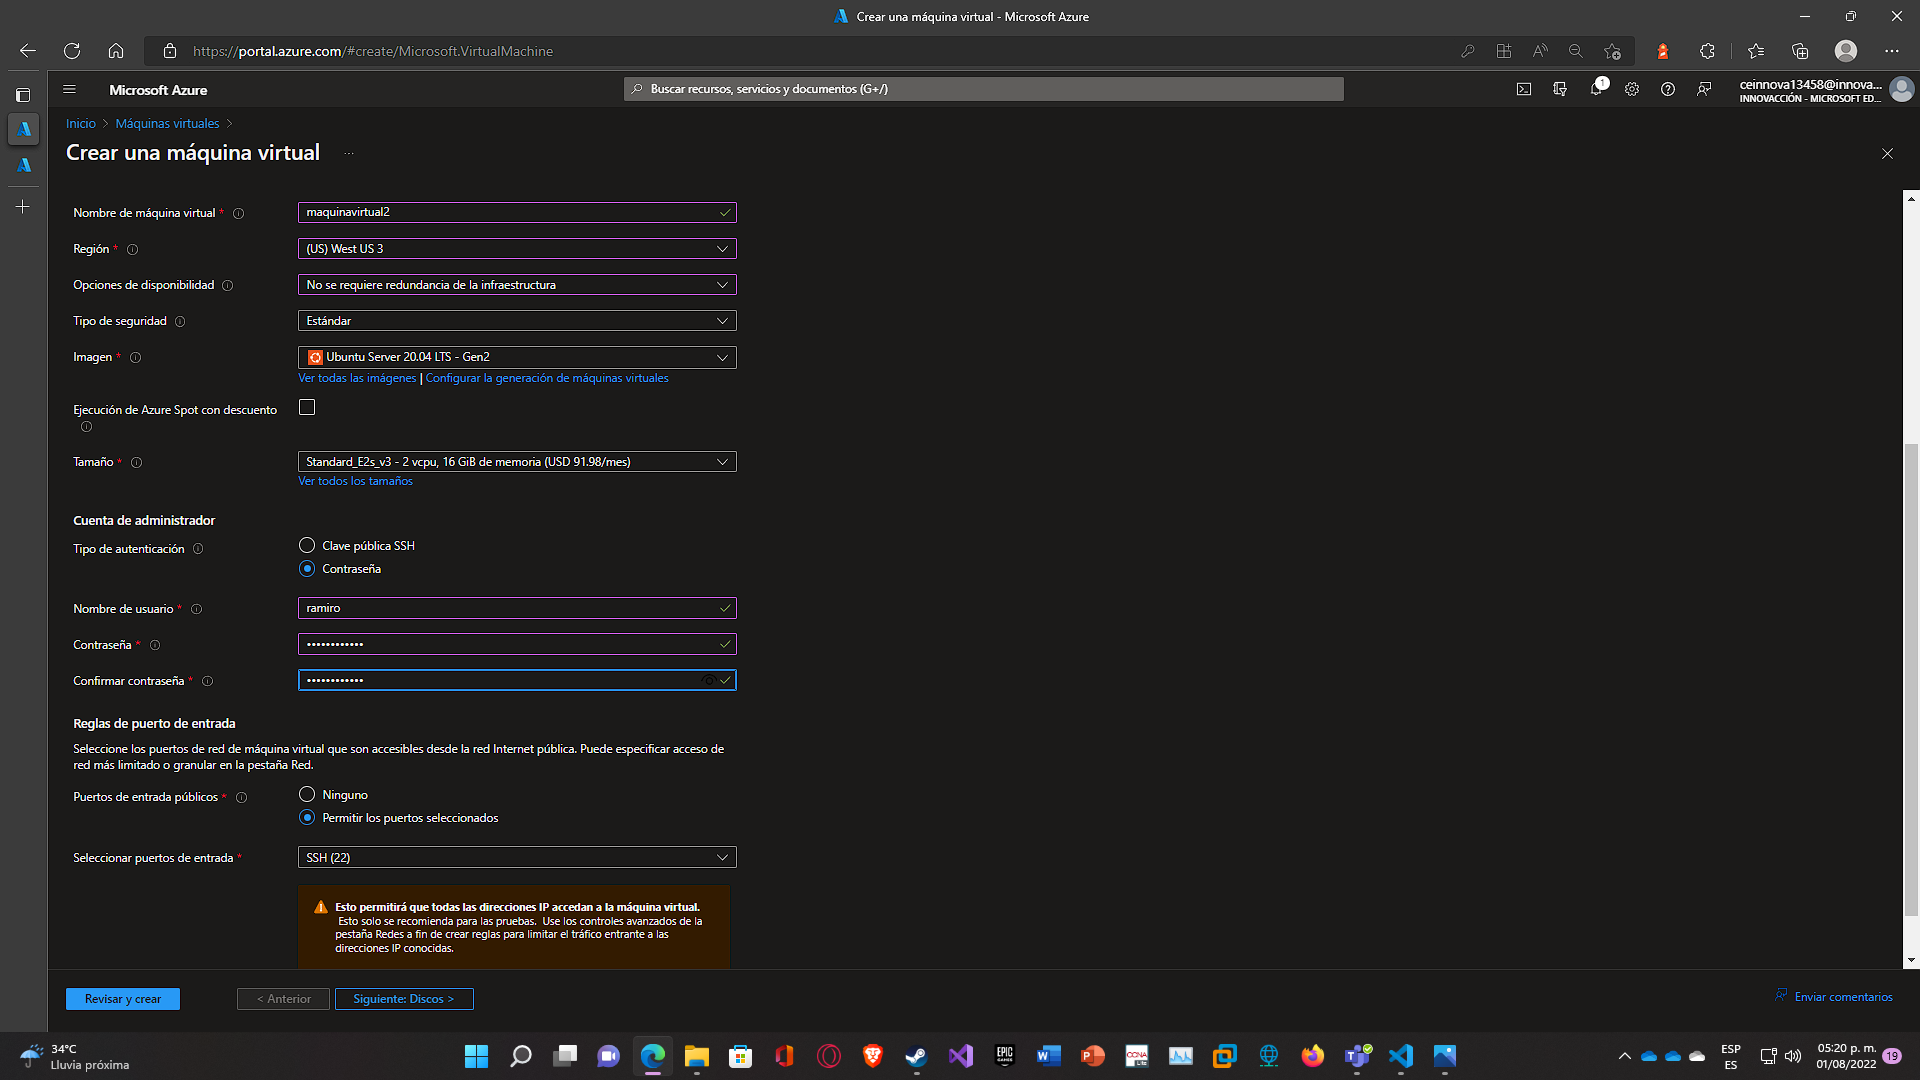 Crear una máquina virtual - Microsoft Azure
https://portal.azure.com/#create/Microsoft.VirtualMachine
Microsoft Azure
Buscar recursos, servicios y documentos (G+/)
1
ceinnova13458@innova...
INNOVACCIÓN - MICROSOFT ED...
Inicio > Máquinas virtuales >
Crear una máquina virtual ...
Nombre de máquina virtual * maquinavirtual2
Región * (US) West US 3
Opciones de disponibilidad No se requiere redundancia de la infraestructura
Tipo de seguridad Estándar
Imagen * Ubuntu Server 20.04 LTS - Gen2
Ver todas las imágenes | Configurar la generación de máquinas virtuales
Ejecución de Azure Spot con descuento
Tamaño * Standard_E2s_v3 - 2 vcpu, 16 GiB de memoria (USD 91.98/mes)
Ver todos los tamaños
Cuenta de administrador
Tipo de autenticación Clave pública SSH
Contraseña
Nombre de usuario * ramiro
Contraseña * ••••••••••••
Confirmar contraseña * ••••••••••••
Reglas de puerto de entrada
Seleccione los puertos de red de máquina virtual que son accesibles desde la red Internet pública. Puede especificar acceso de
red más limitado o granular en la pestaña Red.
Puertos de entrada públicos * Ninguno
Permitir los puertos seleccionados
Seleccionar puertos de entrada * SSH (22)
Esto permitirá que todas las direcciones IP accedan a la máquina virtual.
Esto solo se recomienda para las pruebas. Use los controles avanzados de la
pestaña Redes a fin de crear reglas para limitar el tráfico entrante a las
direcciones IP conocidas.
Revisar y crear
< Anterior
Siguiente: Discos >
Enviar comentarios
34°C
Lluvia próxima
EPIC GAMES
CCNA
ESP
ES
05:20 p. m.
01/08/2022
19